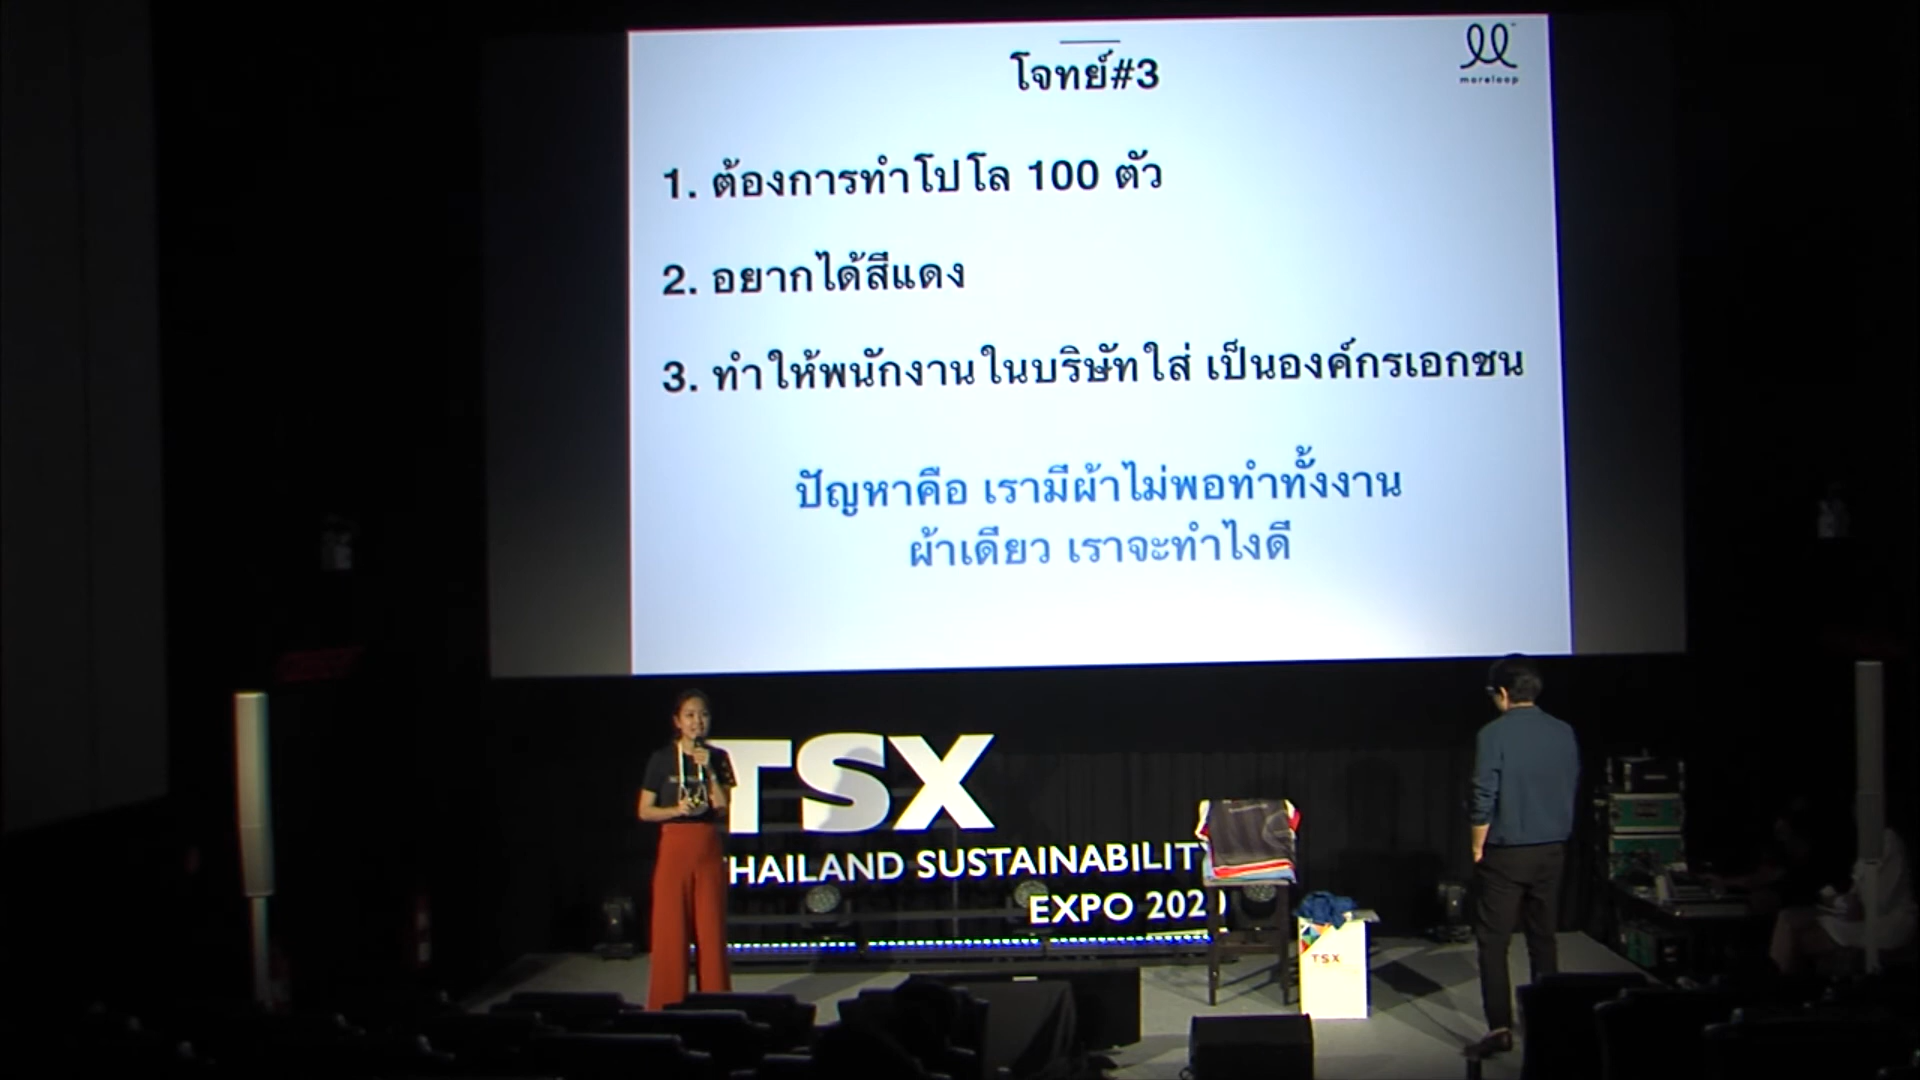 โจทย์#3
moreloop
1. ต้องการทำโปโล 100 ตัว
2. อยากได้สีแดง
3. ทำให้พนักงานในบริษัทใส่ เป็นองค์กรเอกชน
ปัญหาคือ เรามีผ้าไม่พอทำทั้งงาน
ผ้าเดียว เราจะทำไงดี
TSX
THAILAND SUSTAINABILITY
EXPO 2020
TSX